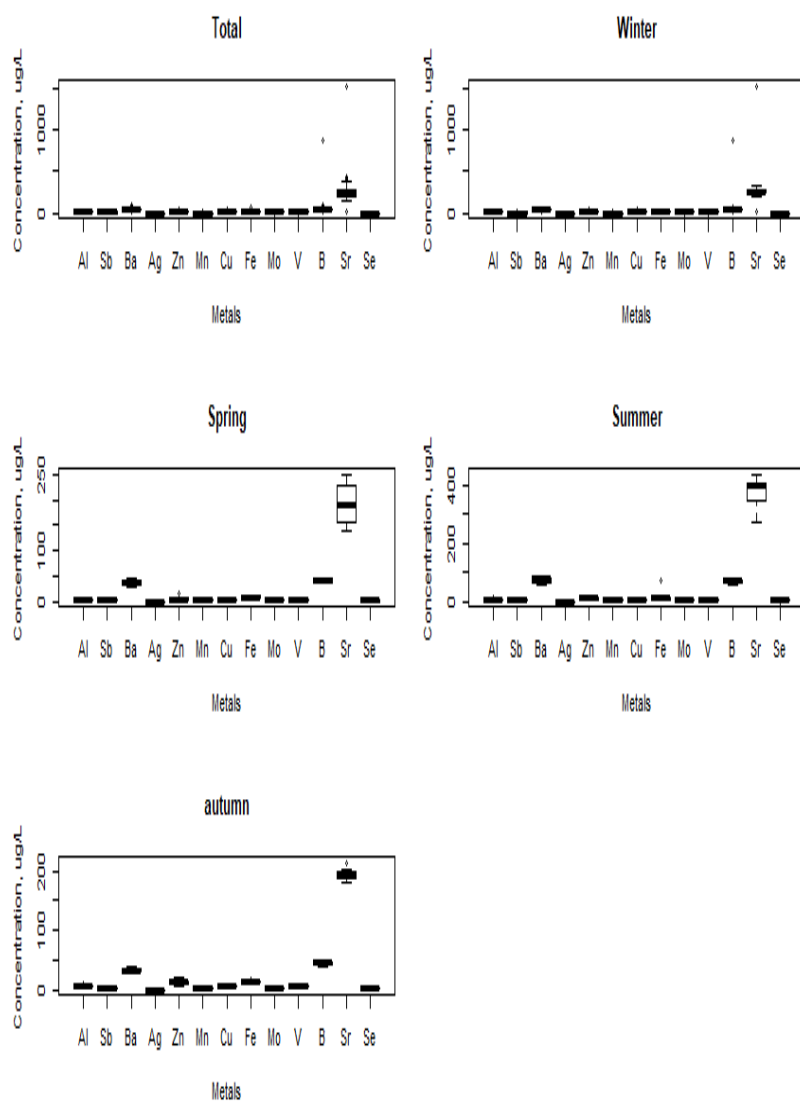 Total
Concentration, ug/L
1000
0
Al Sb Ba Ag Zn Mn Cu Fe Mo V B Sr Se
Metals
Winter
Concentration, ug/L
1000
0
Al Sb Ba Ag Zn Mn Cu Fe Mo V B Sr Se
Metals
Spring
Concentration, ug/L
250
100
0
Al Sb Ba Ag Zn Mn Cu Fe Mo V B Sr Se
Metals
Summer
Concentration, ug/L
400
200
0
Al Sb Ba Ag Zn Mn Cu Fe Mo V B Sr Se
Metals
autumn
Concentration, ug/L
200
100
0
Al Sb Ba Ag Zn Mn Cu Fe Mo V B Sr Se
Metals